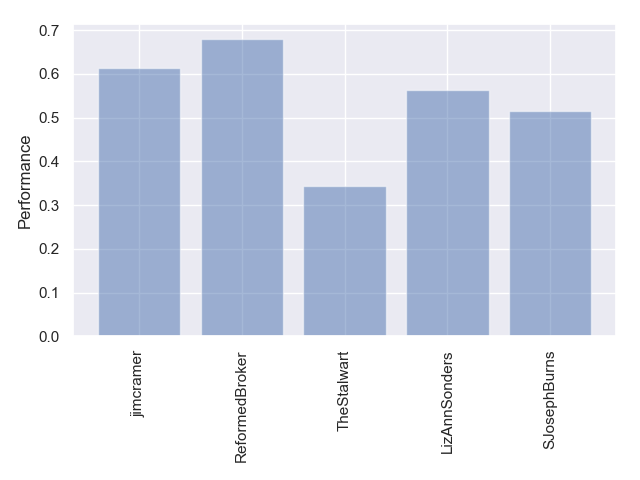 0.7
0.6
0.5
0.4
0.3
0.2
0.1
0.0
Performance
jimcramer
ReformedBroker
TheStalwart
LizAnnSonders
SJosephBurns